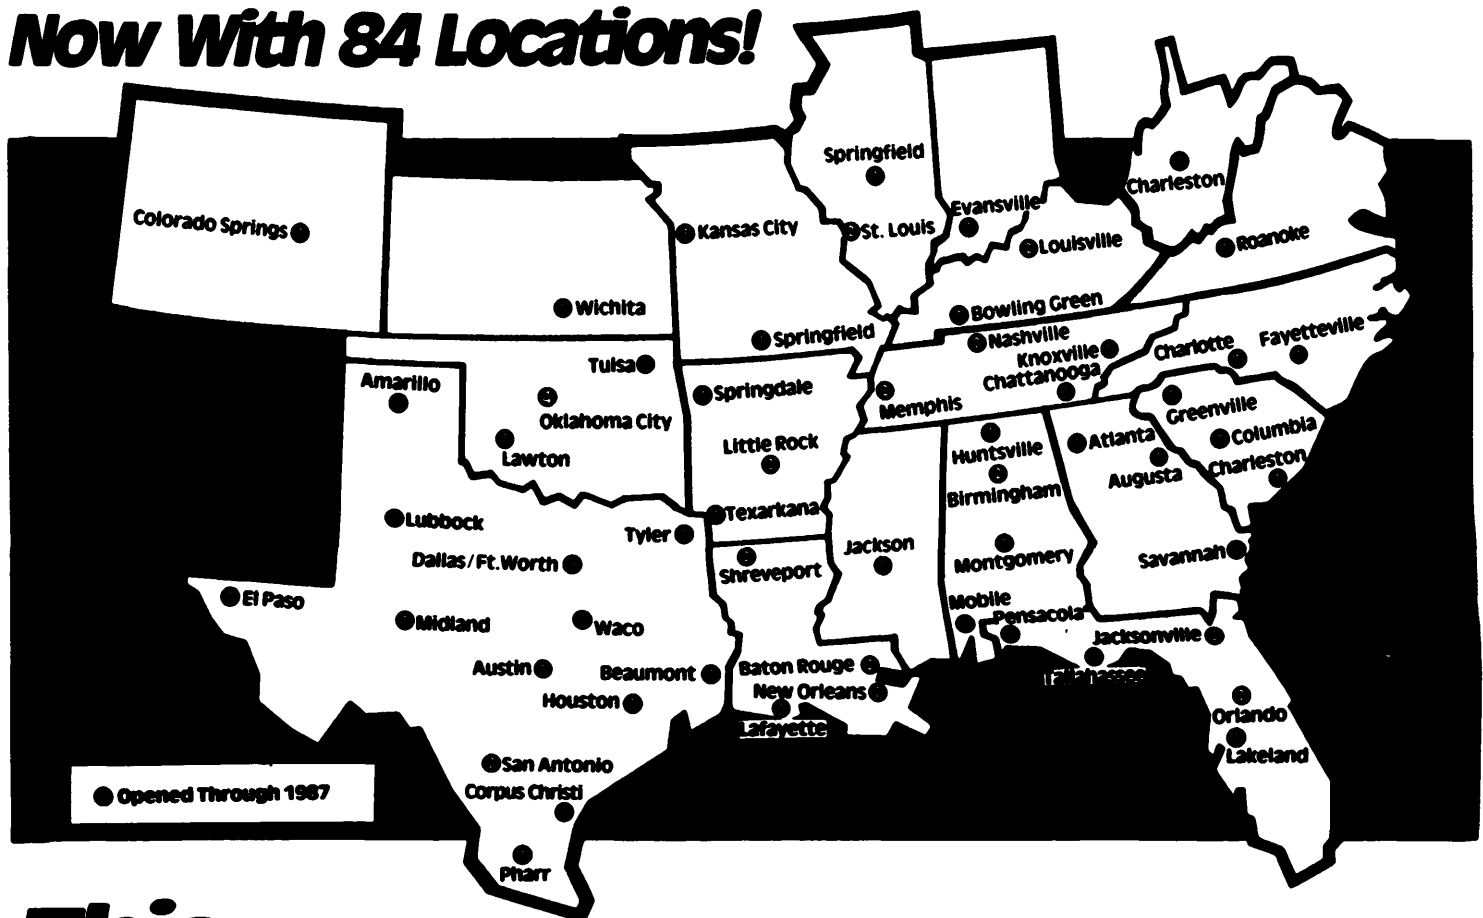 Now With 84 Locations!
Springfield
Charleston
Colorado Springs
Kansas City
St. Louis
Evansville
Louisville
Roanoke
Wichita
Bowling Green
Springfield
Nashville
Knoxville
Chattanooga
Charlotte
Fayetteville
Tulsa
Amarillo
Springdale
Memphis
Greenville
Oklahoma City
Lawton
Little Rock
Huntsville
Atlanta
Columbia
Augusta
Charleston
Birmingham
Lubbock
Tyler
Texarkana
Dallas/Ft. Worth
Shreveport
Jackson
Montgomery
Savannah
El Paso
Midland
Waco
Mobile
Pensacola
Jacksonville
Austin
Beaumont
Baton Rouge
Tallahassee
Houston
New Orleans
Lafayette
Orlando
Lakeland
San Antonio
Corpus Christi
Opened Through 1987
Pharr